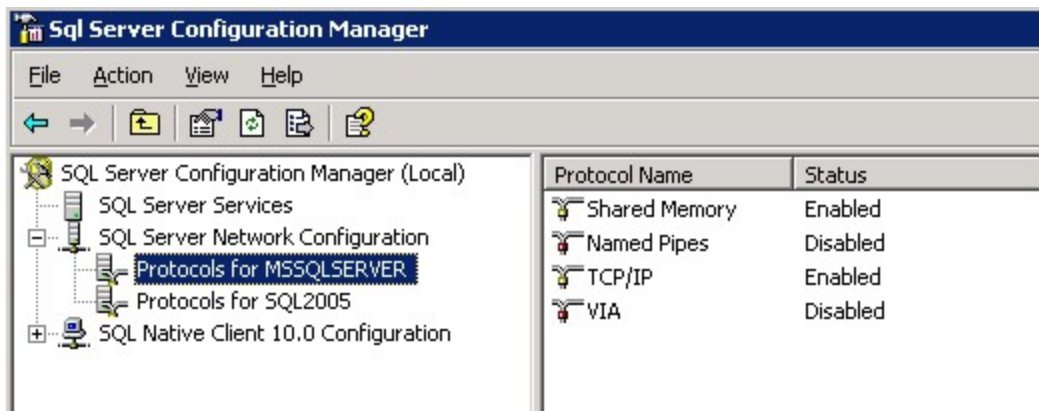 Sql Server Configuration Manager
File Action View Help
SQL Server Configuration Manager (Local)
SQL Server Services
SQL Server Network Configuration
Protocols for MSSQLSERVER
Protocols for SQL2005
SQL Native Client 10.0 Configuration
Protocol Name Status
Shared Memory Enabled
Named Pipes Disabled
TCP/IP Enabled
VIA Disabled